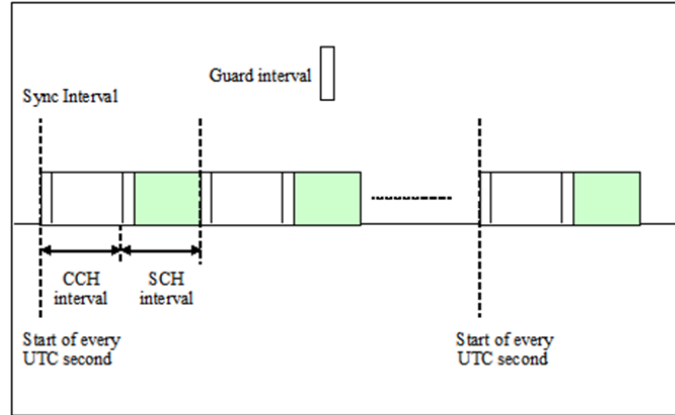 Guard interval
Sync Interval
CCH
interval
SCH
interval
Start of every
UTC second
Start of every
UTC second